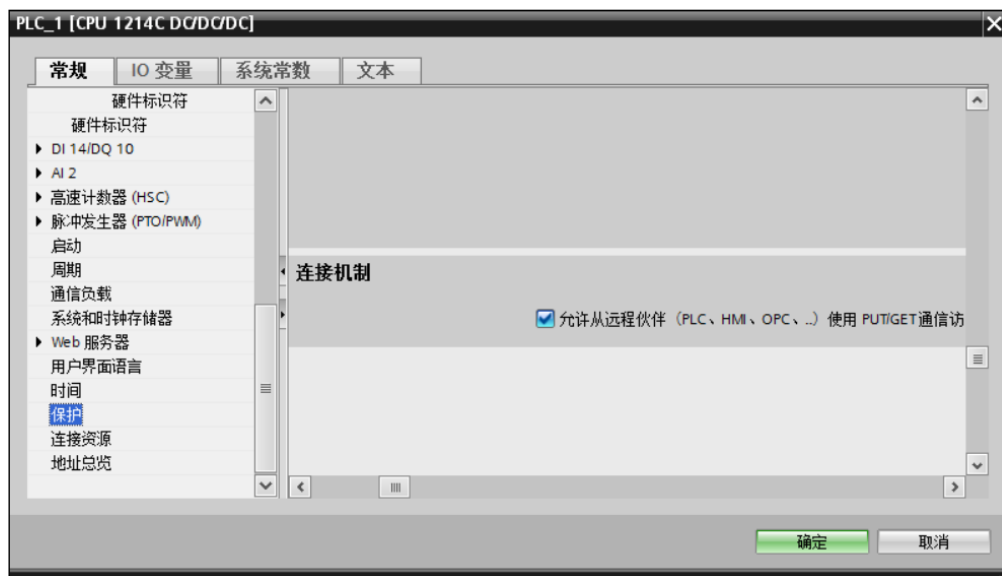 PLC_1 [CPU 1214C DC/DC/DC]
常规 IO 变量 系统常数 文本
硬件标识符
硬件标识符
DI 14/DQ 10
AI 2
高速计数器 (HSC)
脉冲发生器 (PTO/PWM)
启动
周期
通信负载
系统和时钟存储器
Web 服务器
用户界面语言
时间
保护
连接资源
地址总览
连接机制
允许从远程伙伴（PLC、HMI、OPC、...）使用 PUT/GET通信访
确定 取消